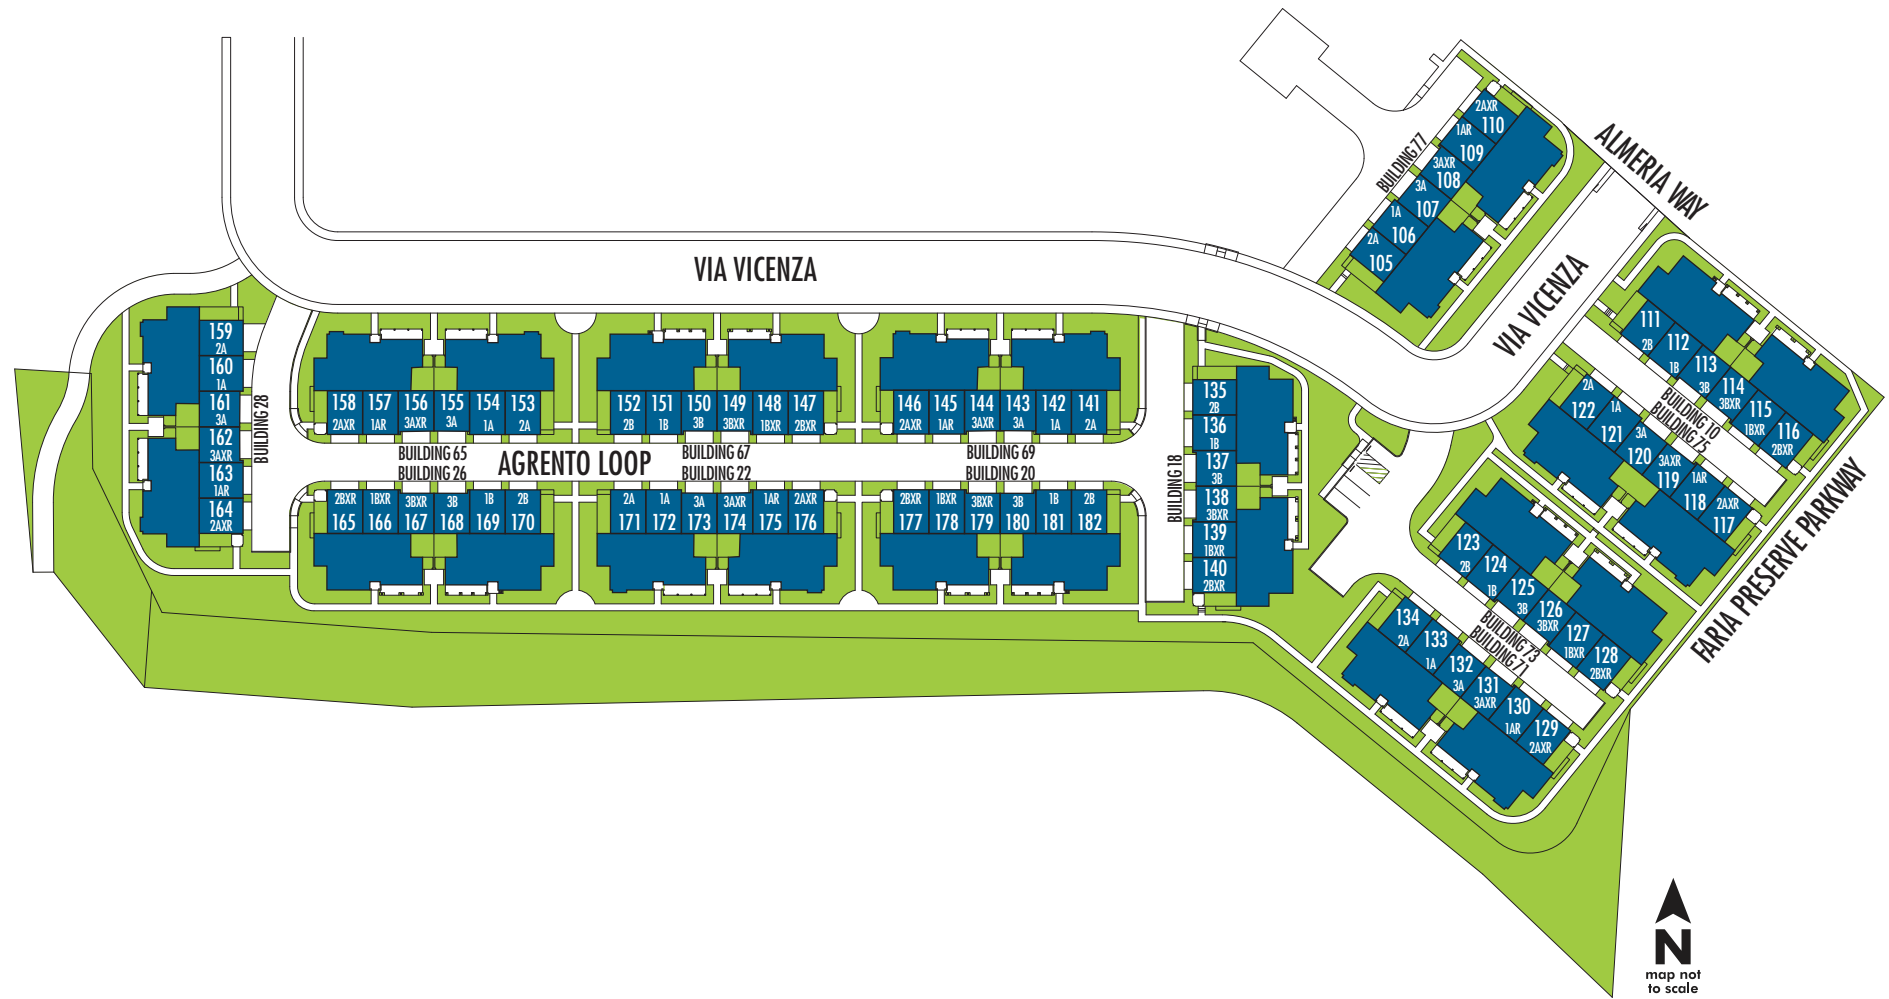 2AXR
110
1AR
109
3AXR
108
3A
107
1A
106
2A
105
BUILDING 77
ALMERIA WAY
VIA VICENZA
VIA VICENZA
111
2B
112
1B
113
3B
114
3BXR
115
1BXR
116
2BXR
BUILDING 10
BUILDING 75
2A
122
1A
121
3A
120
3AXR
119
1AR
118
2AXR
117
FARIA PRESERVE PARKWAY
159
2A
160
1A
161
3A
162
3AXR
163
1AR
164
2AXR
BUILDING 28
158 157 156 155 154 153
2AXR 1AR 3AXR 3A 1A 2A
152 151 150 149 148 147
2B 1B 3B 3BXR 1BXR 2BXR
146 145 144 143 142 141
2AXR 1AR 3AXR 3A 1A 2A
BUILDING 65
BUILDING 67
BUILDING 69
AGRENTO LOOP
BUILDING 26
BUILDING 22
BUILDING 20
2BXR 1BXR 3BXR 3B 1B 2B
165 166 167 168 169 170
2A 1A 3A 3AXR 1AR 2AXR
171 172 173 174 175 176
2BXR 1BXR 3BXR 3B 1B 2B
177 178 179 180 181 182
BUILDING 18
135
2B
136
1B
137
3B
138
3BXR
139
1BXR
140
2BXR
123
2B
124
1B
125
3B
126
3BXR
127
1BXR
128
2BXR
BUILDING 73
BUILDING 71
134
2A
133
1A
132
3A
131
3AXR
130
1AR
129
2AXR
N
map not
to scale